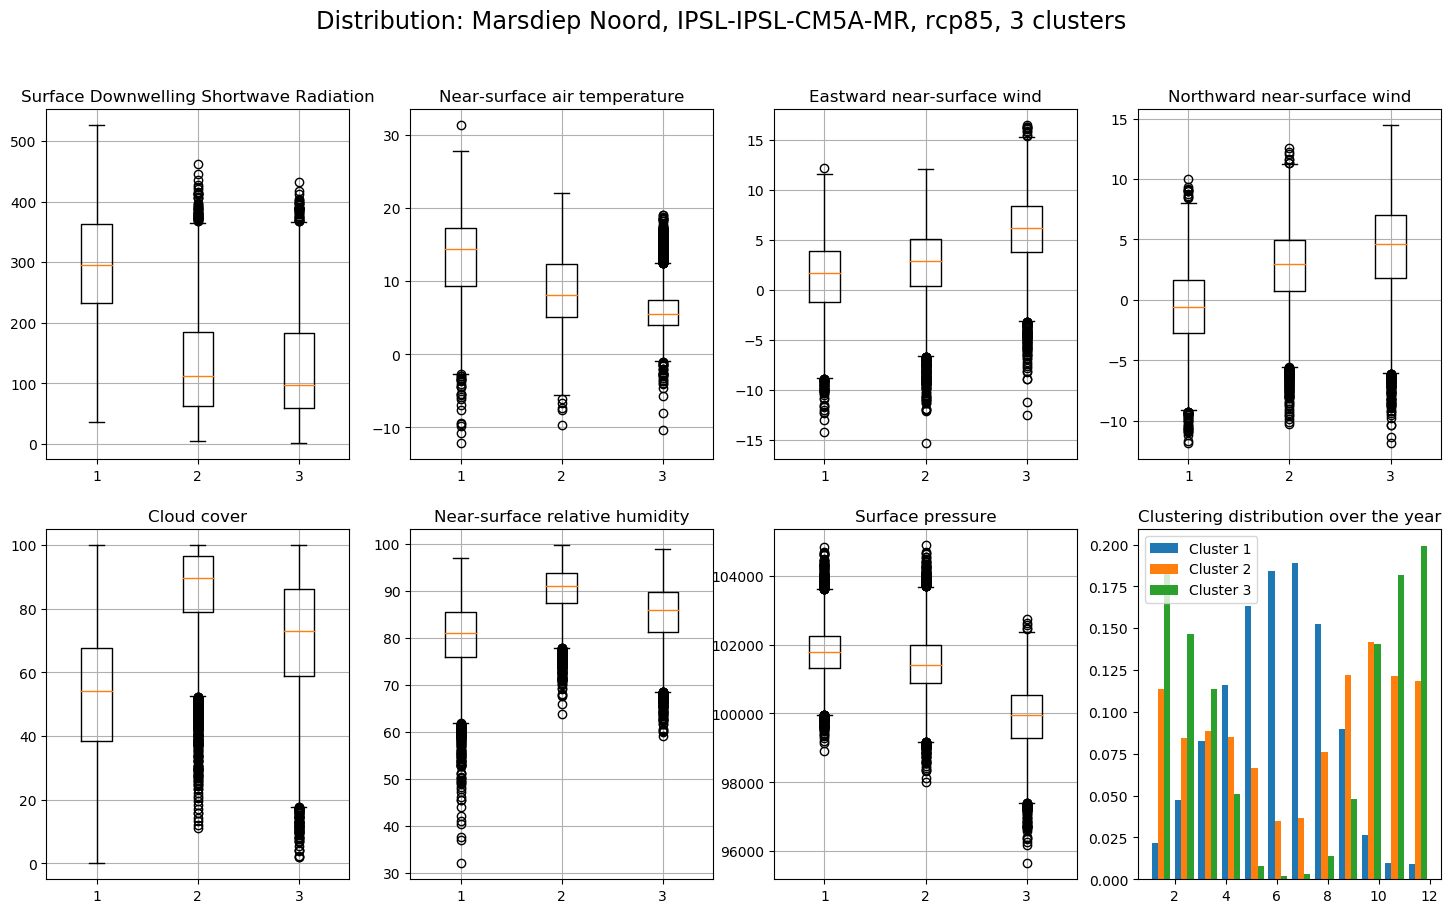 Distribution: Marsdiep Noord, IPSL-IPSL-CM5A-MR, rcp85, 3 clusters
Surface Downwelling Shortwave Radiation
500
400
300
200
100
0
1 2 3
Near-surface air temperature
30
20
10
0
−10
1 2 3
Eastward near-surface wind
15
10
5
0
−5
−10
−15
1 2 3
Northward near-surface wind
15
10
5
0
−5
−10
1 2 3
Cloud cover
100
80
60
40
20
0
1 2 3
Near-surface relative humidity
100
90
80
70
60
50
40
30
1 2 3
Surface pressure
104000
102000
100000
98000
96000
1 2 3
Clustering distribution over the year
Cluster 1
Cluster 2
Cluster 3
0.200
0.175
0.150
0.125
0.100
0.075
0.050
0.025
0.000
2 4 6 8 10 12